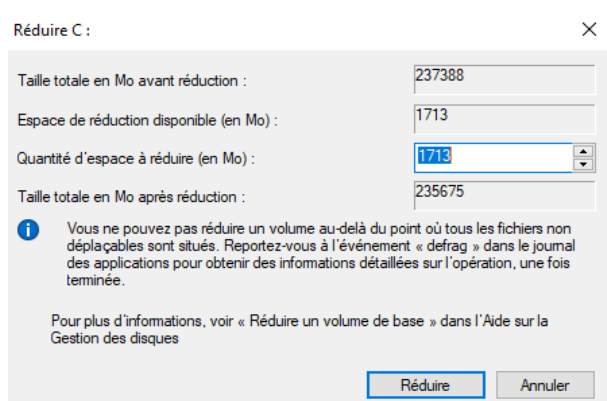 Réduire C :
Taille totale en Mo avant réduction : 237388
Espace de réduction disponible (en Mo) : 1713
Quantité d'espace à réduire (en Mo) : 1713
Taille totale en Mo après réduction : 235675
Vous ne pouvez pas réduire un volume au-delà du point où tous les fichiers non
déplaçables sont situés. Reportez-vous à l'événement « defrag » dans le journal
des applications pour obtenir des informations détaillées sur l'opération, une fois
terminée.
Pour plus d'informations, voir « Réduire un volume de base » dans l'Aide sur la
Gestion des disques
Réduire Annuler